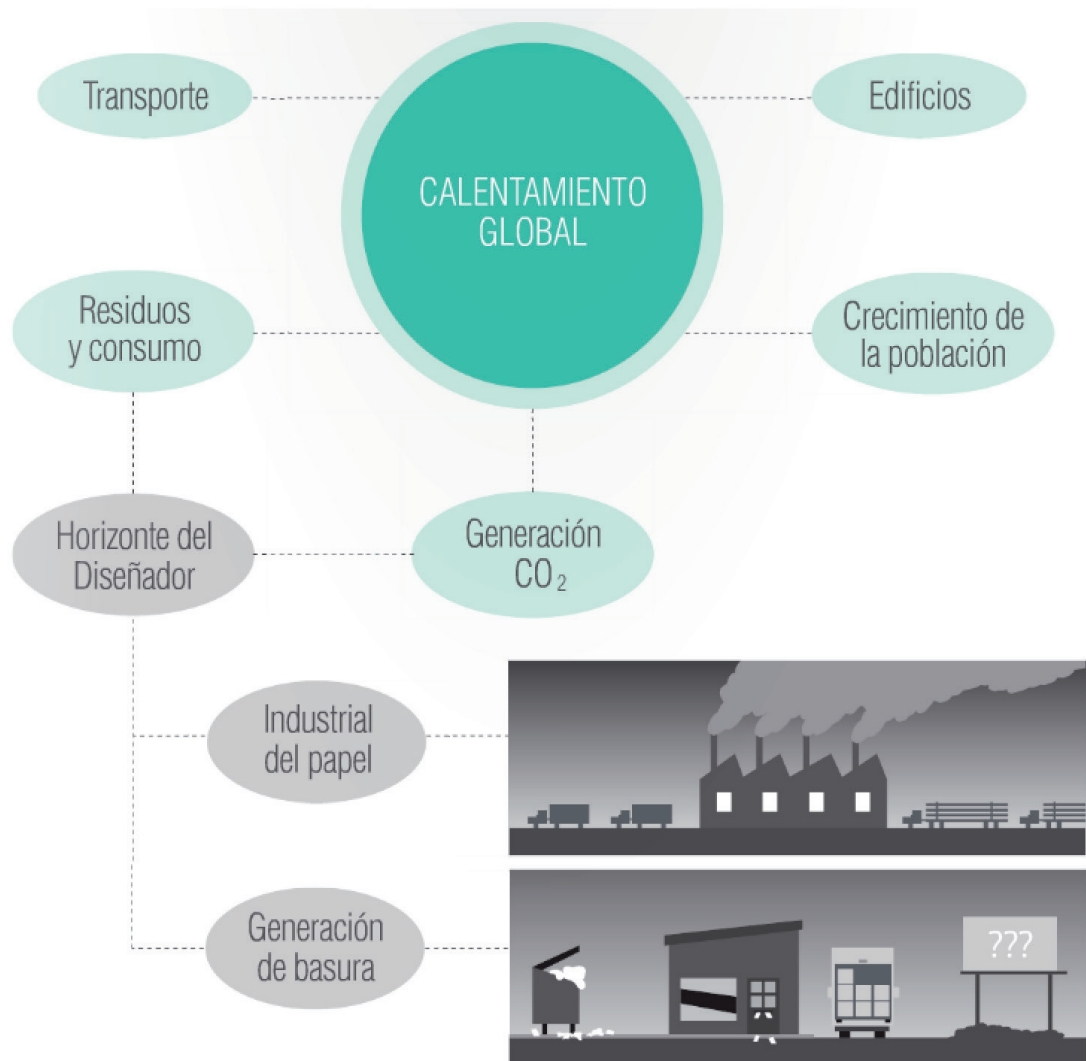 Transporte
Edificios
CALENTAMIENTO
GLOBAL
Residuos
y consumo
Crecimiento de
la población
Horizonte del
Diseñador
Generación
CO₂
Industrial
del papel
Generación
de basura
???